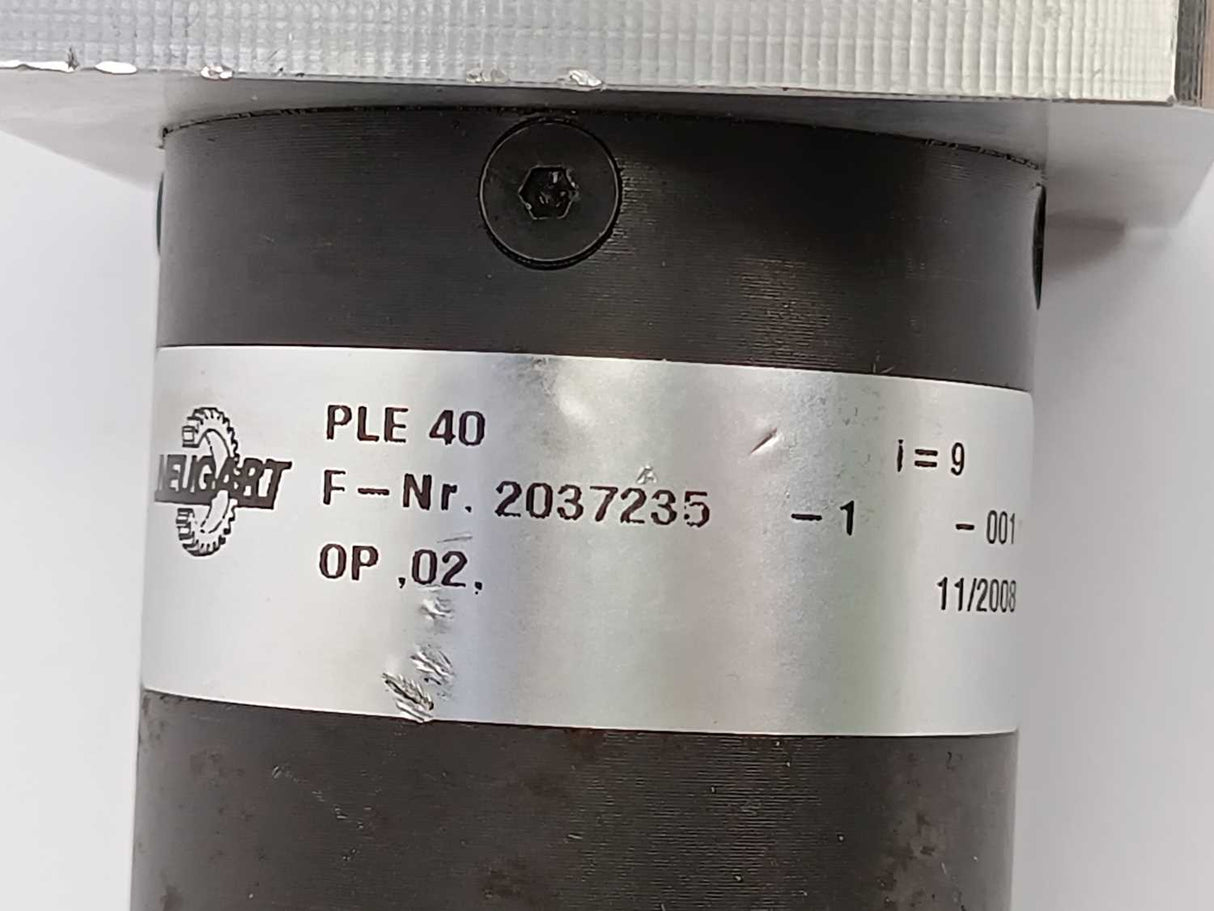 NEUGART
PLE 40 i = 9
F-Nr. 2037235 - 1 - 001
OP ,02, 11/2008